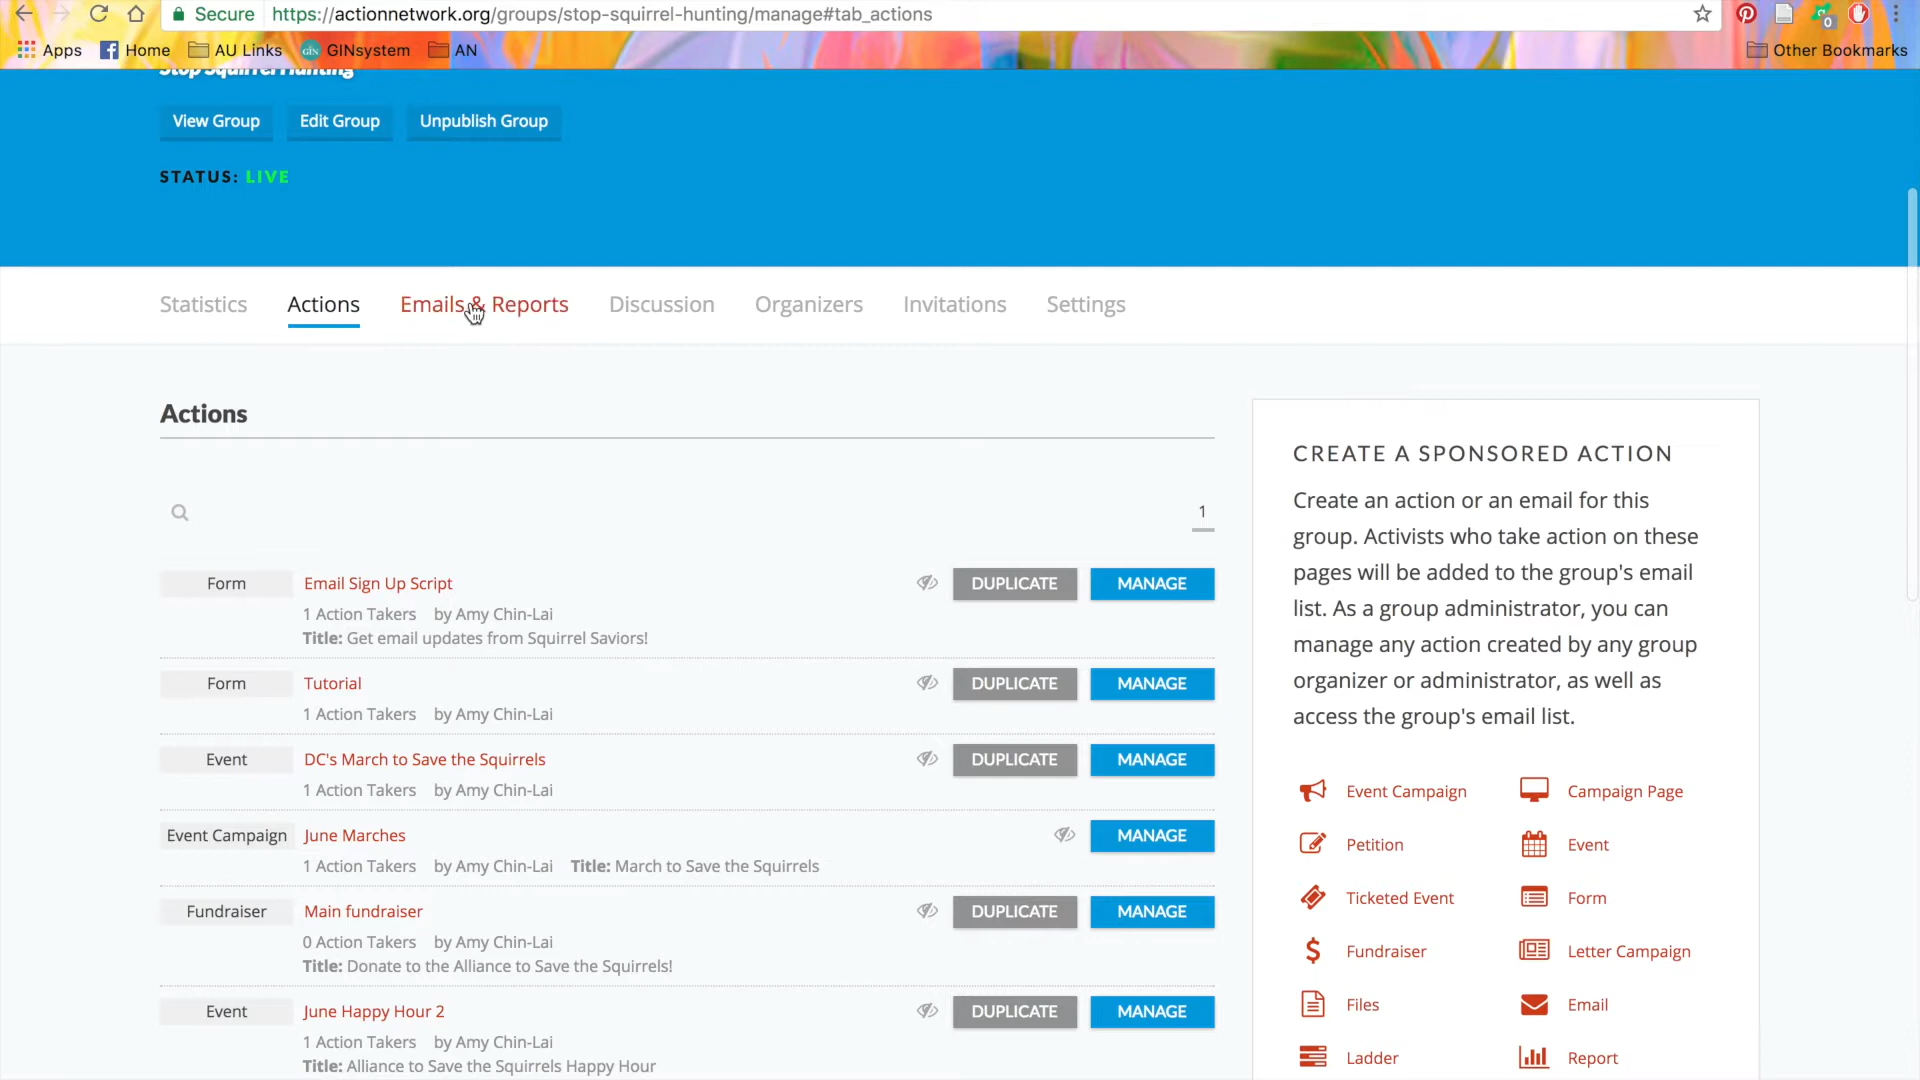 Secure https://actionnetwork.org/groups/stop-squirrel-hunting/manage#tab_actions
0
Apps Home AU Links GIN GINsystem AN Other Bookmarks
Stop Squirrel Hunting
View Group Edit Group Unpublish Group
STATUS: LIVE
Statistics Actions Emails & Reports Discussion Organizers Invitations Settings
Actions
1
Form Email Sign Up Script DUPLICATE MANAGE
1 Action Takers by Amy Chin-Lai
Title: Get email updates from Squirrel Saviors!
Form Tutorial DUPLICATE MANAGE
1 Action Takers by Amy Chin-Lai
Event DC's March to Save the Squirrels DUPLICATE MANAGE
1 Action Takers by Amy Chin-Lai
Event Campaign June Marches MANAGE
1 Action Takers by Amy Chin-Lai Title: March to Save the Squirrels
Fundraiser Main fundraiser DUPLICATE MANAGE
0 Action Takers by Amy Chin-Lai
Title: Donate to the Alliance to Save the Squirrels!
Event June Happy Hour 2 DUPLICATE MANAGE
1 Action Takers by Amy Chin-Lai
Title: Alliance to Save the Squirrels Happy Hour
CREATE A SPONSORED ACTION
Create an action or an email for this
group. Activists who take action on these
pages will be added to the group's email
list. As a group administrator, you can
manage any action created by any group
organizer or administrator, as well as
access the group's email list.
Event Campaign Campaign Page
Petition Event
Ticketed Event Form
Fundraiser Letter Campaign
Files Email
Ladder Report